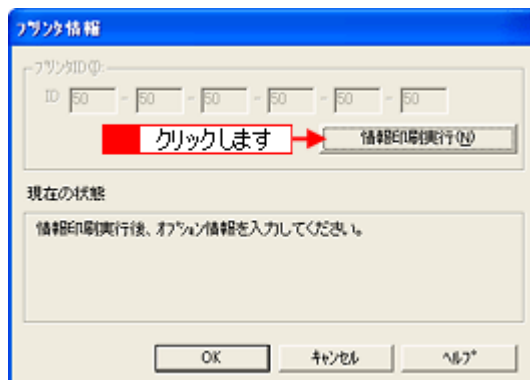 プリンタ情報
プリンタID(I):
ID 50 - 50 - 50 - 50 - 50 - 50
クリックします 情報印刷実行(N)
現在の状態
情報印刷実行後、オプション情報を入力してください。
OK キャンセル ヘルプ